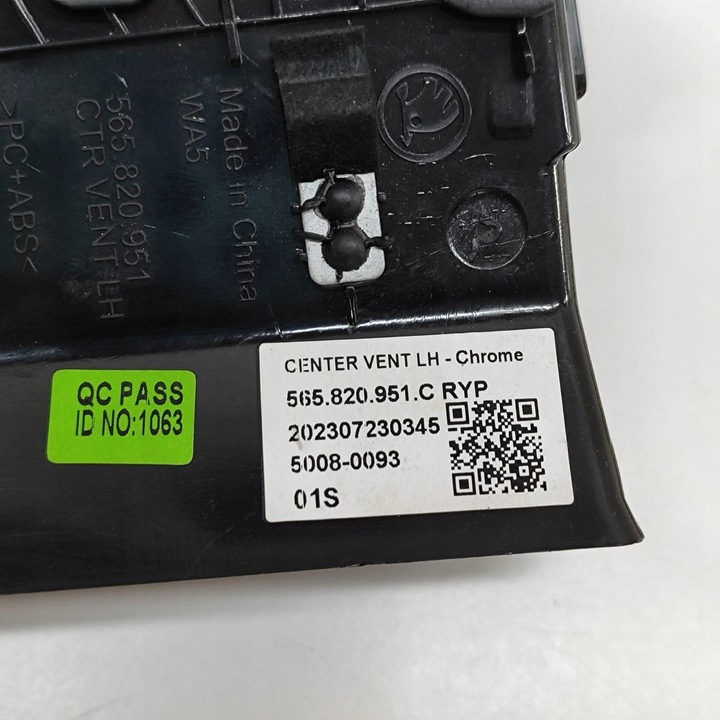 >PC+ABS<
565.820.951
CTR VENT LH
WA5
Made in China
QC PASS
ID NO:1063
CENTER VENT LH - Chrome
565.820.951.C RYP
202307230345
5008-0093
01S